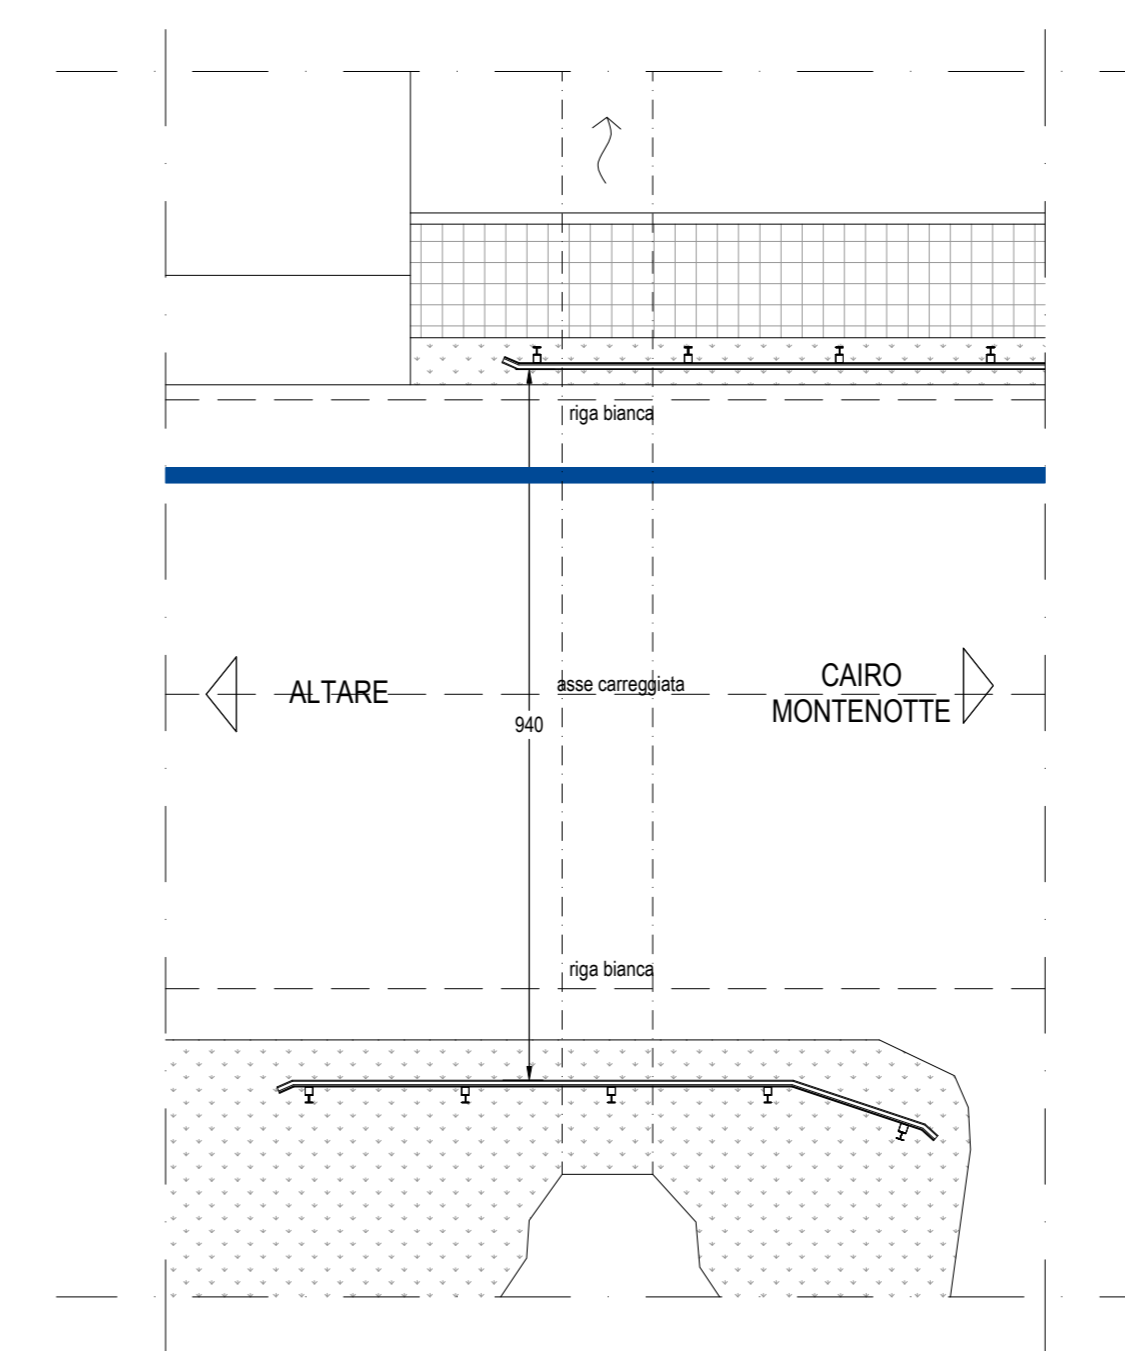 riga bianca
asse carreggiata
ALTARE
CAIRO
MONTENOTTE
940
riga bianca